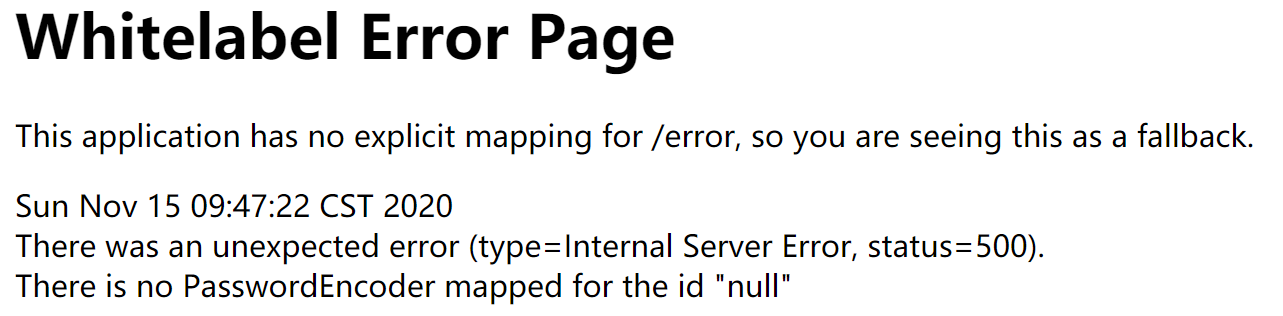 Whitelabel Error Page
This application has no explicit mapping for /error, so you are seeing this as a fallback.
Sun Nov 15 09:47:22 CST 2020
There was an unexpected error (type=Internal Server Error, status=500).
There is no PasswordEncoder mapped for the id "null"